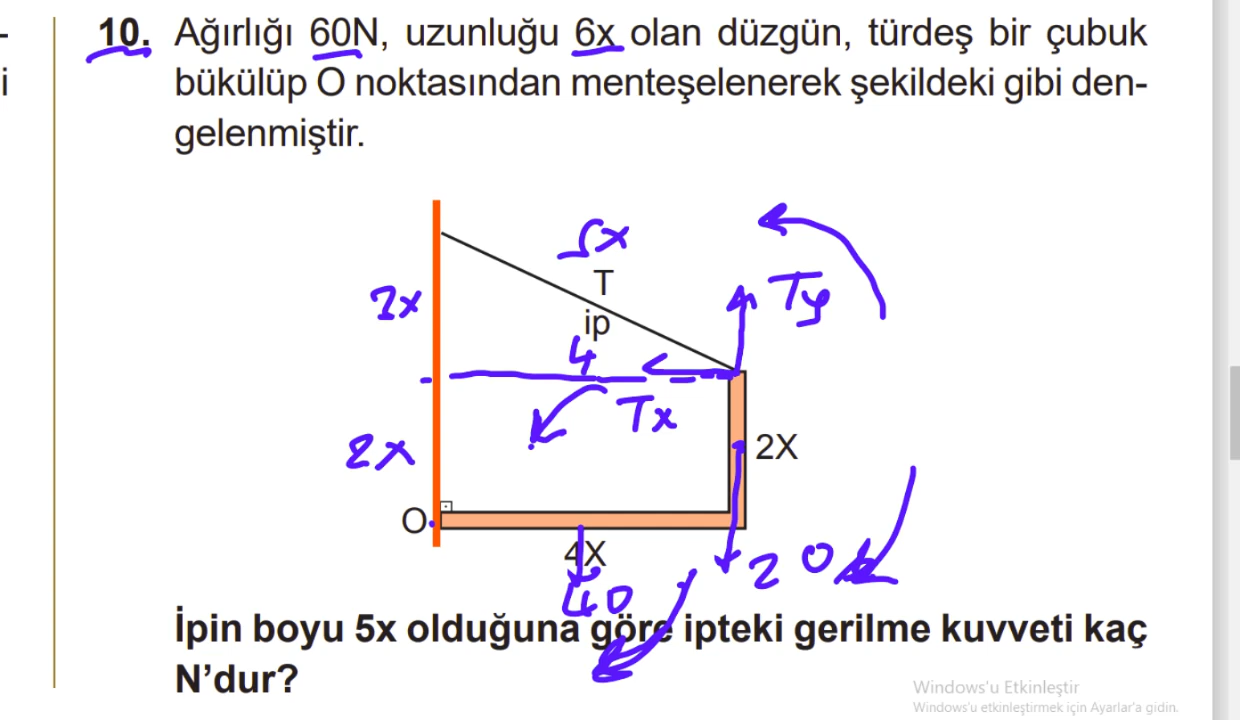 10. Ağırlığı 60N, uzunluğu 6x olan düzgün, türdeş bir çubuk
bükülüp O noktasından menteşelenerek şekildeki gibi den-
gelenmiştir.
5x
T
Ty
ip
4
Tx
2x
2X
O
4X
20
40
İpin boyu 5x olduğuna göre ipteki gerilme kuvveti kaç
N'dur?
Windows'u Etkinleştir
Windows'u etkinleştirmek için Ayarlar'a gidin.